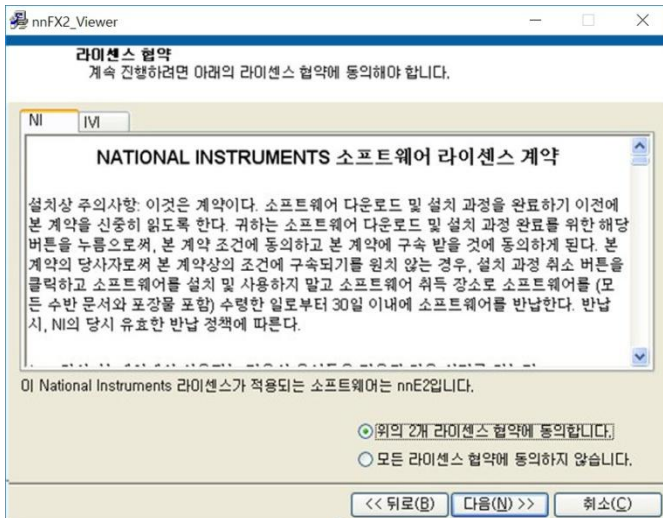 nnFX2_Viewer
라이센스 협약
계속 진행하려면 아래의 라이센스 협약에 동의해야 합니다.
NI
IVI
NATIONAL INSTRUMENTS 소프트웨어 라이센스 계약
설치상 주의사항: 이것은 계약이다. 소프트웨어 다운로드 및 설치 과정을 완료하기 이전에
본 계약을 신중히 읽도록 한다. 귀하는 소프트웨어 다운로드 및 설치 과정 완료를 위한 해당
버튼을 누름으로써, 본 계약 조건에 동의하고 본 계약에 구속 받을 것에 동의하게 된다. 본
계약의 당사자로써 본 계약상의 조건에 구속되기를 원치 않는 경우, 설치 과정 취소 버튼을
클릭하고 소프트웨어를 설치 및 사용하지 말고 소프트웨어 취득 장소로 소프트웨어를 (모
든 수반 문서와 포장물 포함) 수령한 일로부터 30일 이내에 소프트웨어를 반납한다. 반납
시, NI의 당시 유효한 반납 정책에 따른다.
이 National Instruments 라이센스가 적용되는 소프트웨어는 nnE2입니다.
위의 2개 라이센스 협약에 동의합니다.
모든 라이센스 협약에 동의하지 않습니다.
<< 뒤로(B)
다음(N) >>
취소(C)